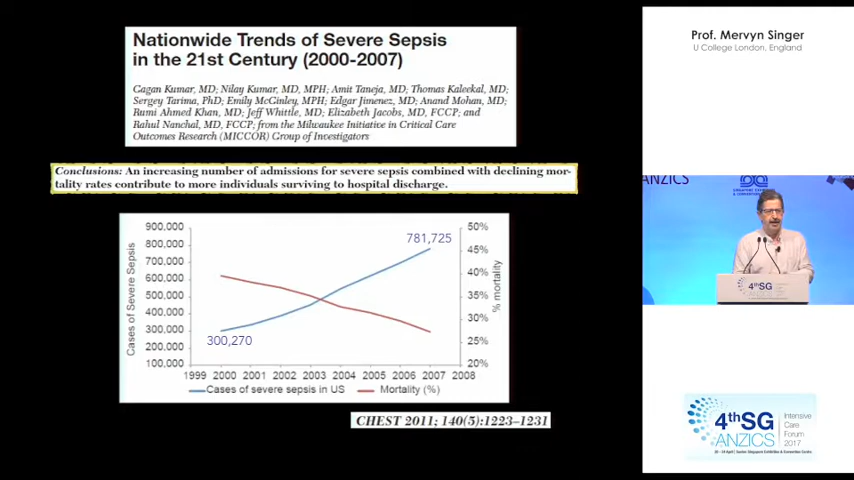 Nationwide Trends of Severe Sepsis
in the 21st Century (2000-2007)
Gagan Kumar, MD; Nilay Kumar, MD, MPH; Amit Taneja, MD; Thomas Kaleekal, MD;
Sergey Tarima, PhD; Emily McGinley, MPH; Edgar Jimenez, MD; Anand Mohan, MD;
Rumi Ahmed Khan, MD; Jeff Whittle, MD; Elizabeth Jacobs, MD, FCCP; and
Rahul Nanchal, MD, FCCP; from the Milwaukee Initiative in Critical Care
Outcomes Research (MICCOR) Group of Investigators
Conclusions: An increasing number of admissions for severe sepsis combined with declining mor-
tality rates contribute to more individuals surviving to hospital discharge.
Cases of Severe Sepsis
900,000
800,000
700,000
600,000
500,000
400,000
300,000
200,000
100,000
300,270
781,725
50%
45%
40%
35%
30%
25%
20%
% mortality
1999 2000 2001 2002 2003 2004 2005 2006 2007 2008
Cases of severe sepsis in US
Mortality (%)
CHEST 2011; 140(5):1223–1231
Prof. Mervyn Singer
U College London, England
ANZICS
4thSG
4thSG
ANZICS
Intensive
Care
Forum
2017